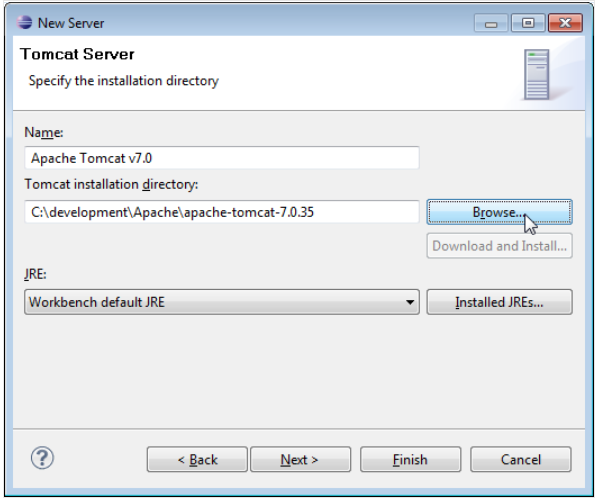 New Server
Tomcat Server
Specify the installation directory
Name:
Apache Tomcat v7.0
Tomcat installation directory:
C:\development\Apache\apache-tomcat-7.0.35
Browse...
Download and Install...
JRE:
Workbench default JRE
Installed JREs...
?
< Back
Next >
Finish
Cancel